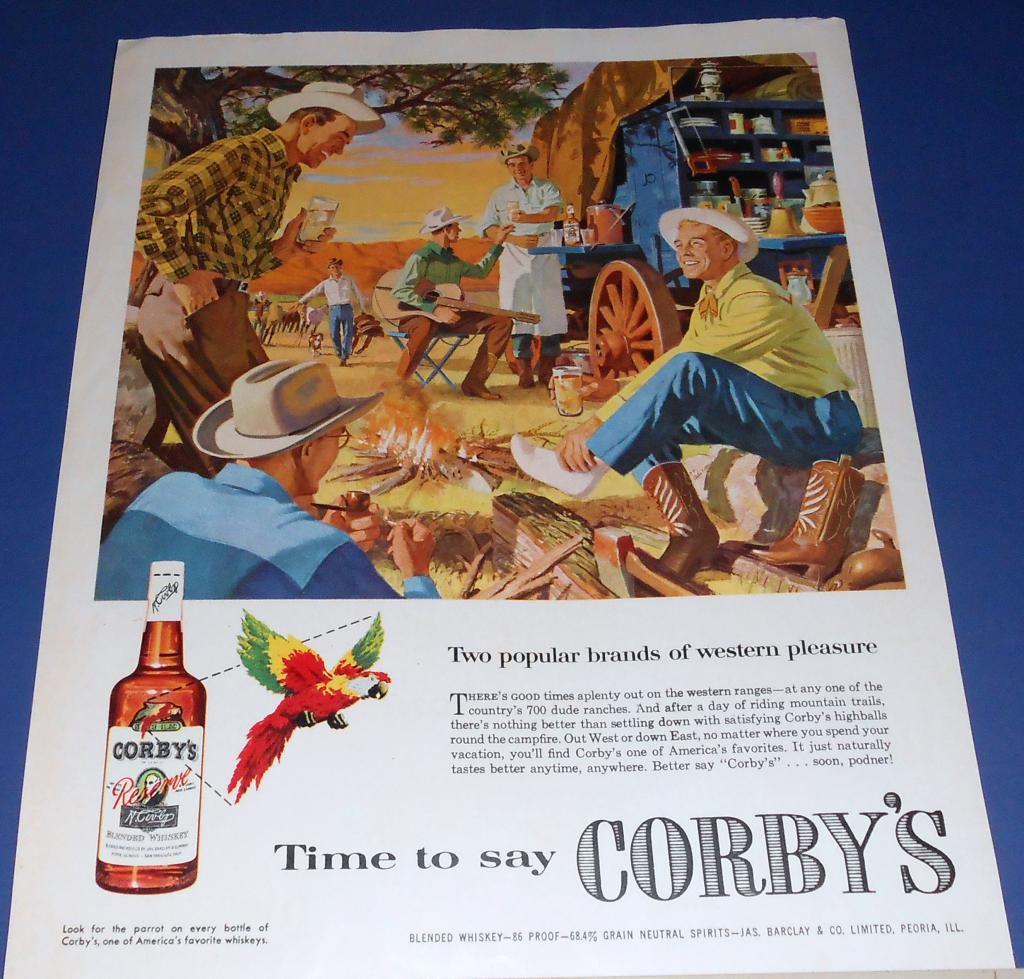 Two popular brands of western pleasure
THERE'S GOOD times aplenty out on the western ranges—at any one of the
country's 700 dude ranches. And after a day of riding mountain trails,
there's nothing better than settling down with satisfying Corby's highballs
round the campfire. Out West or down East, no matter where you spend your
vacation, you'll find Corby's one of America's favorites. It just naturally
tastes better anytime, anywhere. Better say "Corby's" . . . soon, podner!
CORBY'S
Reserve
BLENDED WHISKEY
Time to say CORBY'S
Look for the parrot on every bottle of
Corby's, one of America's favorite whiskeys.
BLENDED WHISKEY—86 PROOF—68.4% GRAIN NEUTRAL SPIRITS—JAS. BARCLAY & CO. LIMITED, PEORIA, ILL.